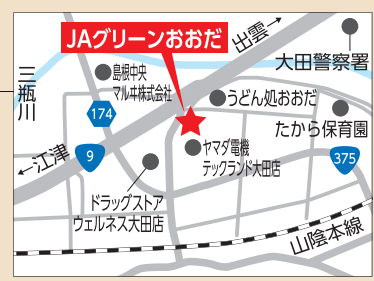 JAグリーンおおだ
出雲→
大田警察署
三瓶川
島根中央
マルヰ株式会社
うどん処おおだ
174
たから保育園
←江津
9
ヤマダ電機
テックランド大田店
375
ドラッグストア
ウェルネス大田店
山陰本線